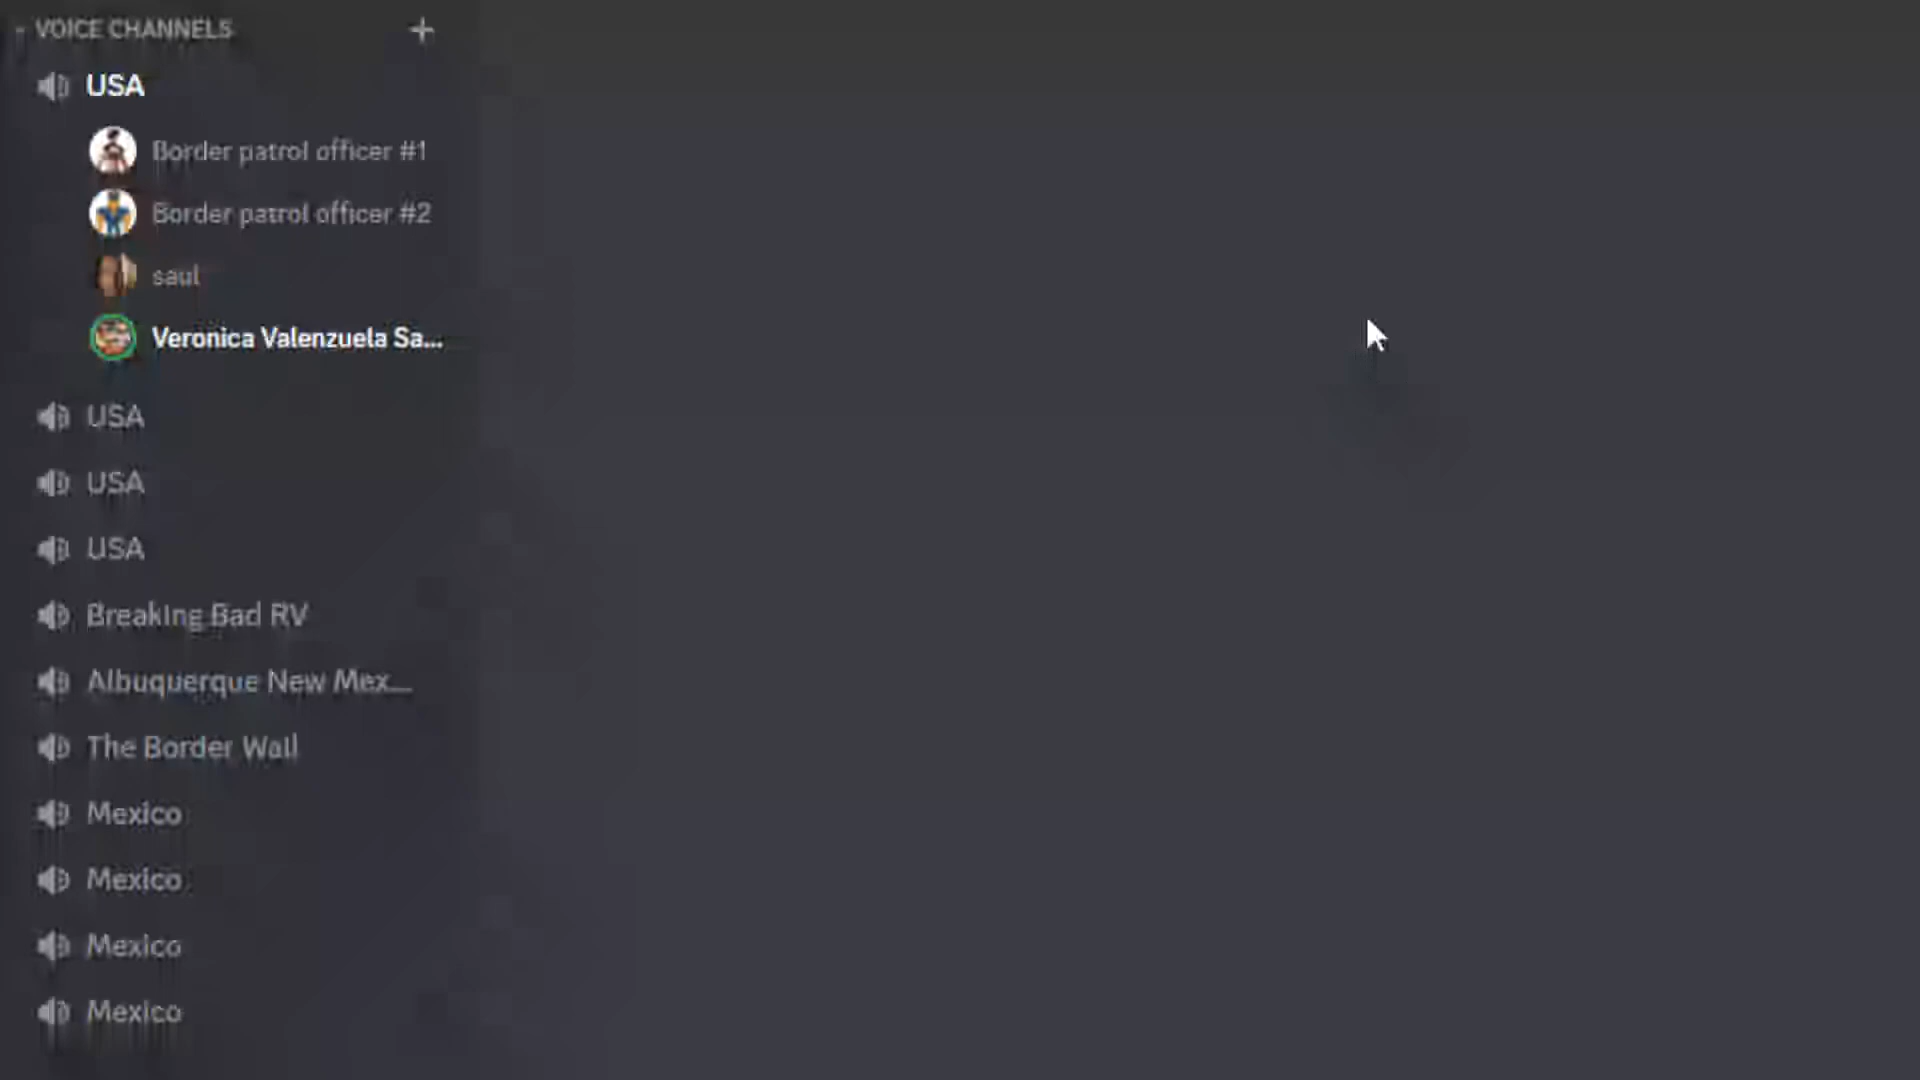 VOICE CHANNELS
USA
Border patrol officer #1
Border patrol officer #2
saul
Veronica Valenzuela Sa...
USA
USA
USA
Breaking Bad RV
Albuquerque New Mex...
The Border Wall
Mexico
Mexico
Mexico
Mexico